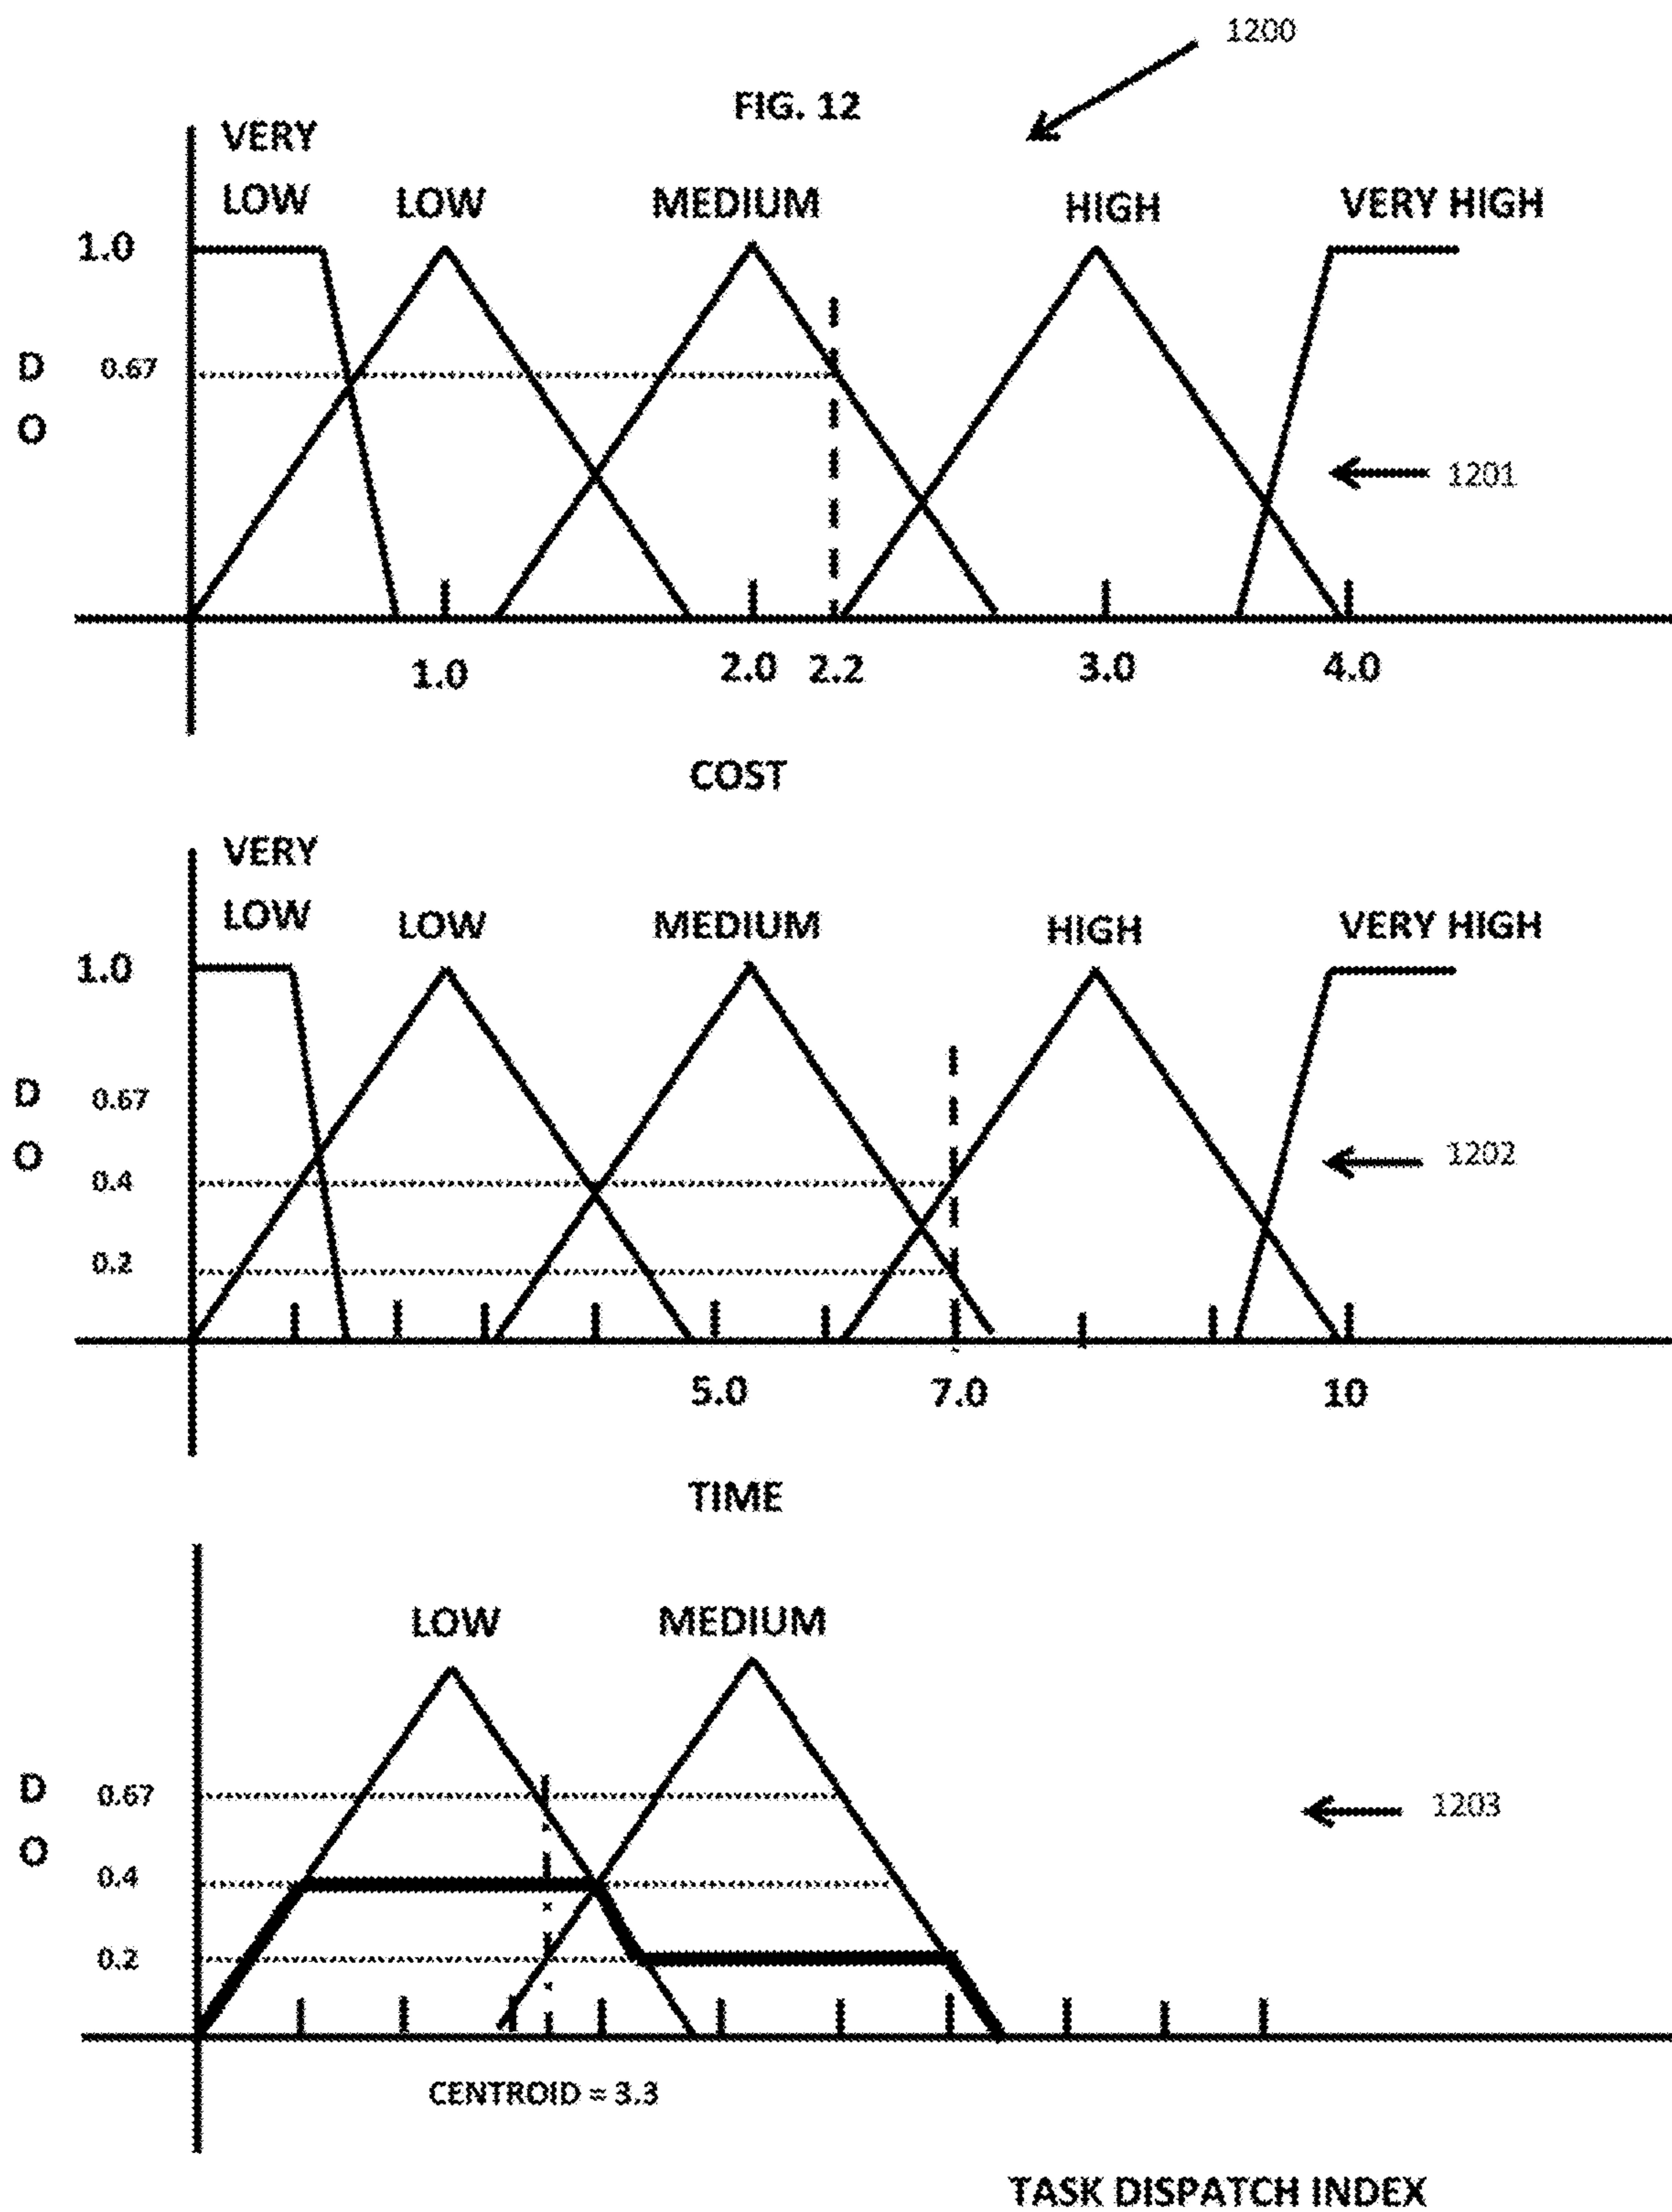 1200
FIG. 12
VERY
LOW LOW MEDIUM HIGH VERY HIGH
1.0
D 0.67
O
1201
1.0 2.0 2.2 3.0 4.0
COST
VERY
LOW LOW MEDIUM HIGH VERY HIGH
1.0
D 0.67
O 1202
0.4
0.2
5.0 7.0 10
TIME
LOW MEDIUM
D 0.67 1203
O
0.4
0.2
CENTROID = 3.3
TASK DISPATCH INDEX